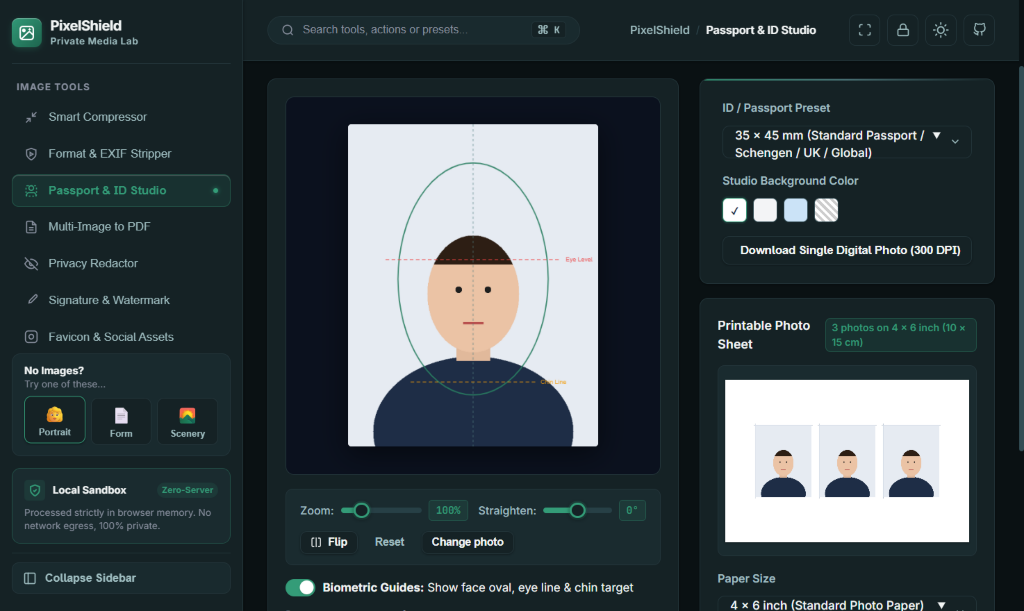 PixelShield
Private Media Lab
Search tools, actions or presets...
⌘ K
PixelShield / Passport & ID Studio
IMAGE TOOLS
Smart Compressor
Format & EXIF Stripper
Passport & ID Studio
Multi-Image to PDF
Privacy Redactor
Signature & Watermark
Favicon & Social Assets
No Images?
Try one of these...
Portrait
Form
Scenery
Local Sandbox
Zero-Server
Processed strictly in browser memory. No
network egress, 100% private.
Collapse Sidebar
Eye Level
Chin Line
Zoom:
100%
Straighten:
0°
Flip
Reset
Change photo
Biometric Guides: Show face oval, eye line & chin target
ID / Passport Preset
35 × 45 mm (Standard Passport /
Schengen / UK / Global)
Studio Background Color
Download Single Digital Photo (300 DPI)
Printable Photo
Sheet
3 photos on 4 × 6 inch (10 ×
15 cm)
Paper Size
4 × 6 inch (Standard Photo Paper)